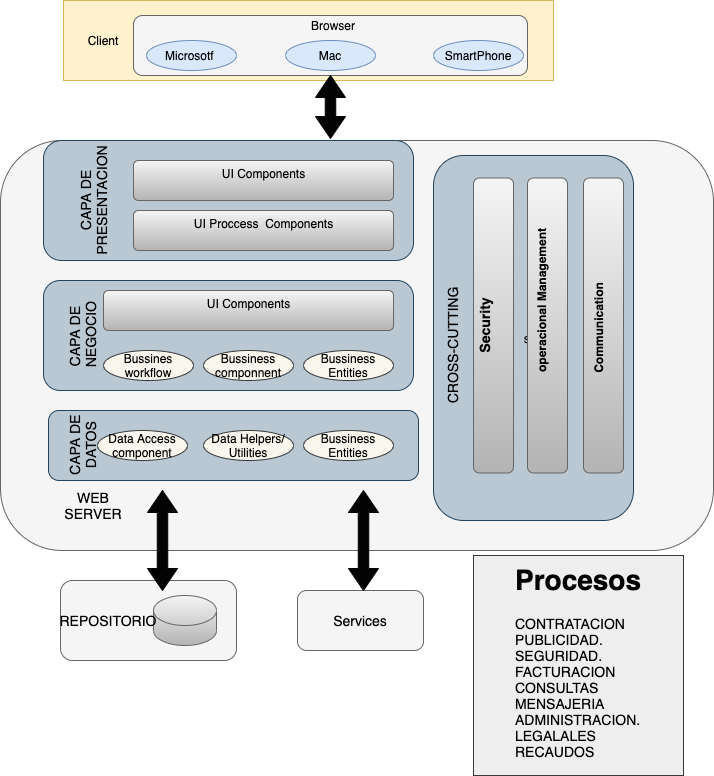 Browser
Client
Microsotf
Mac
SmartPhone
CAPA DE
PRESENTACION
UI Components
UI Proccess  Components
CAPA DE
NEGOCIO
UI Components
Bussines
workflow
Bussiness
componnent
Bussiness
Entities
CAPA DE
DATOS
Data Access
component
Data Helpers/
Utilities
Bussiness
Entities
WEB
SERVER
CROSS-CUTTING
Security
s
operacional Management
Communication
REPOSITORIO
Services
Procesos
CONTRATACION
PUBLICIDAD.
SEGURIDAD.
FACTURACION
CONSULTAS
MENSAJERIA
ADMINISTRACION.
LEGALALES
RECAUDOS